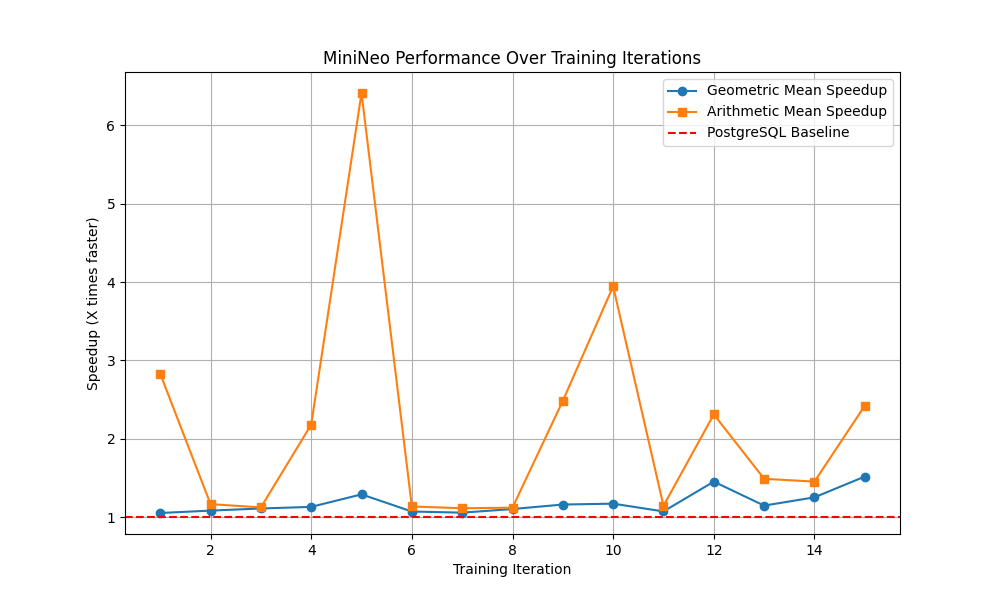 MiniNeo Performance Over Training Iterations
Geometric Mean Speedup
Arithmetic Mean Speedup
PostgreSQL Baseline
Speedup (X times faster)
6
5
4
3
2
1
2 4 6 8 10 12 14
Training Iteration